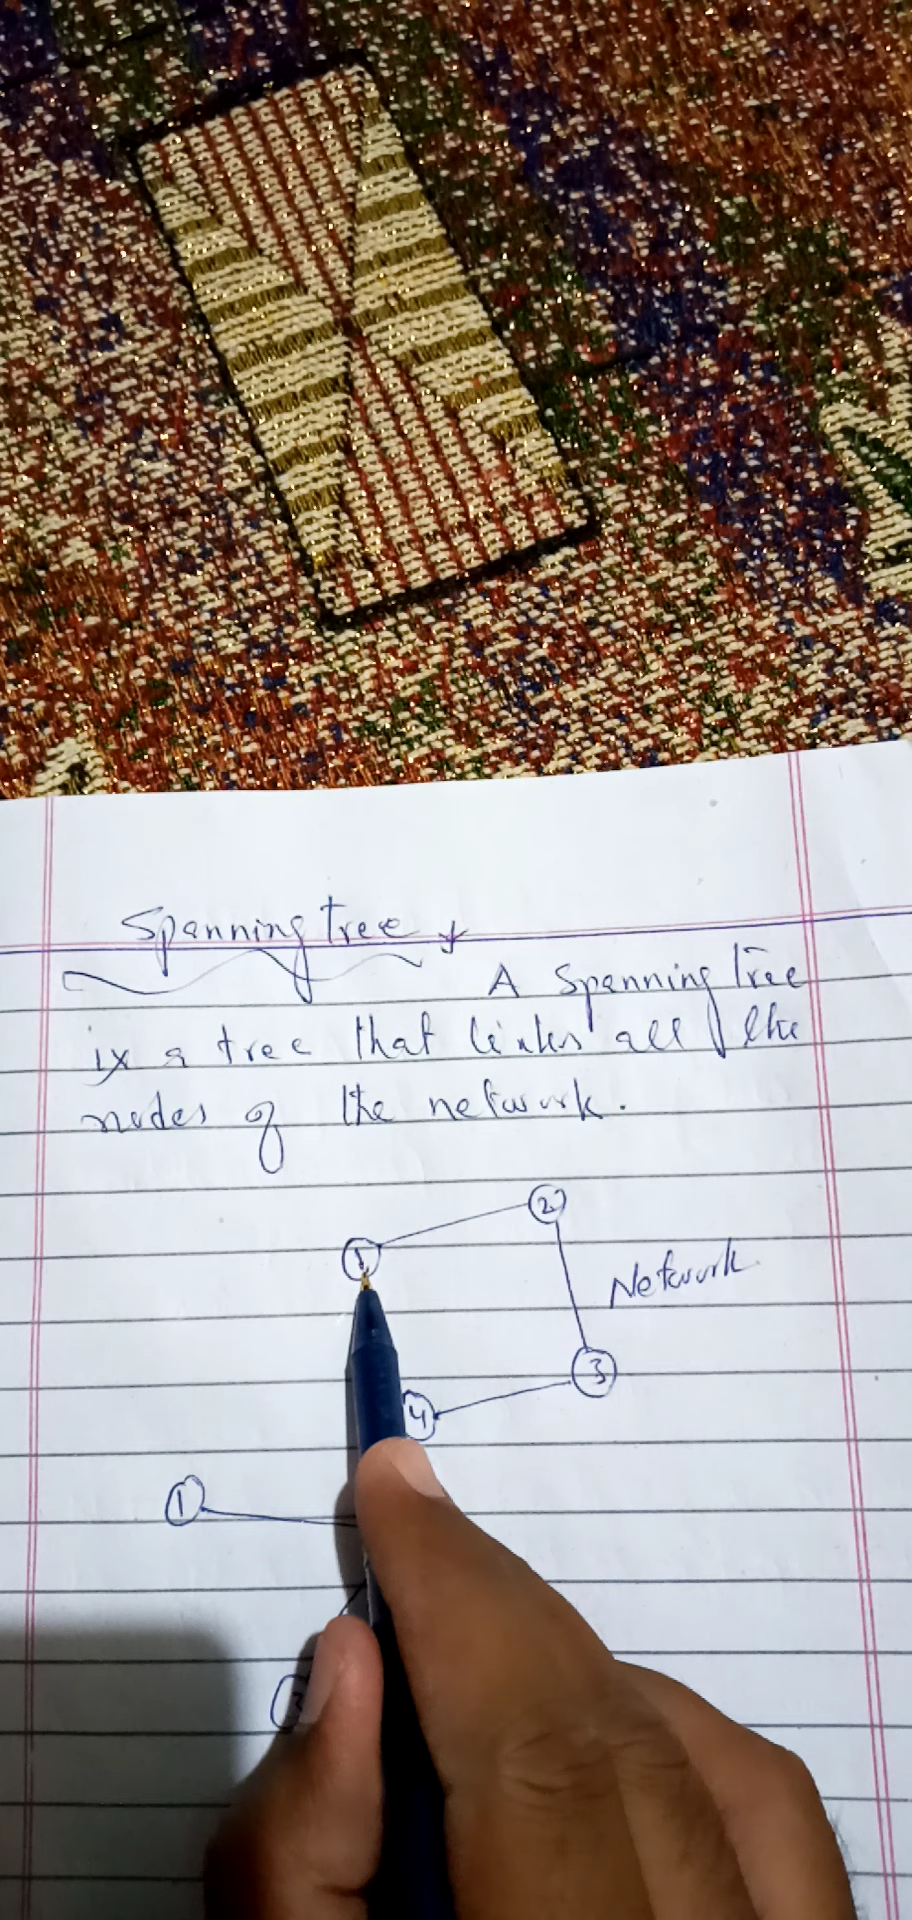 Spanning Tree
A Spanning Tree
is a tree that links all the
nodes of the network.
2
1
Network
3
4
1
3